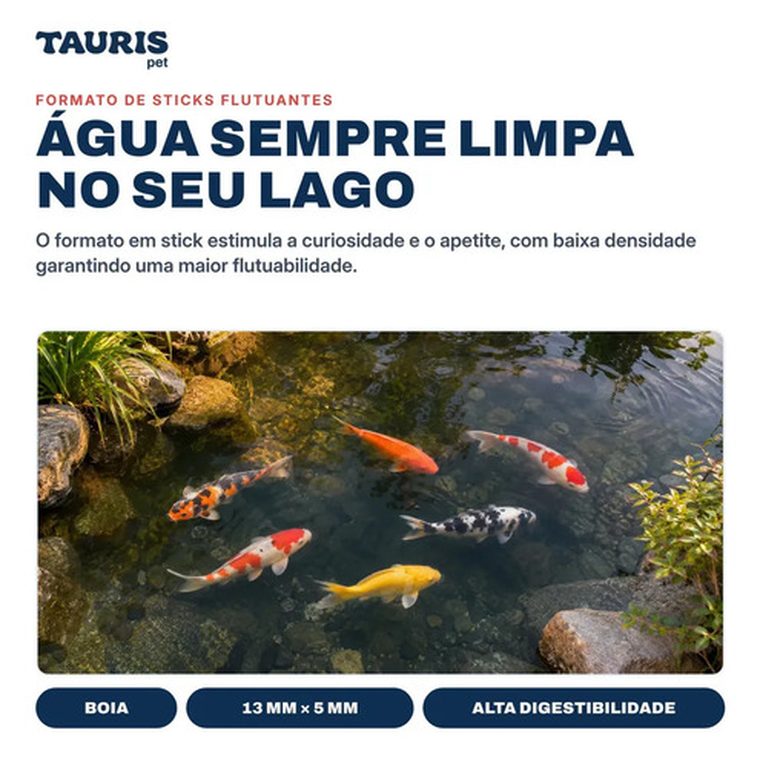 TAURIS
pet
FORMATO DE STICKS FLUTUANTES
ÁGUA SEMPRE LIMPA
NO SEU LAGO
O formato em stick estimula a curiosidade e o apetite, com baixa densidade
garantindo uma maior flutuabilidade.
BOIA
13 MM × 5 MM
ALTA DIGESTIBILIDADE